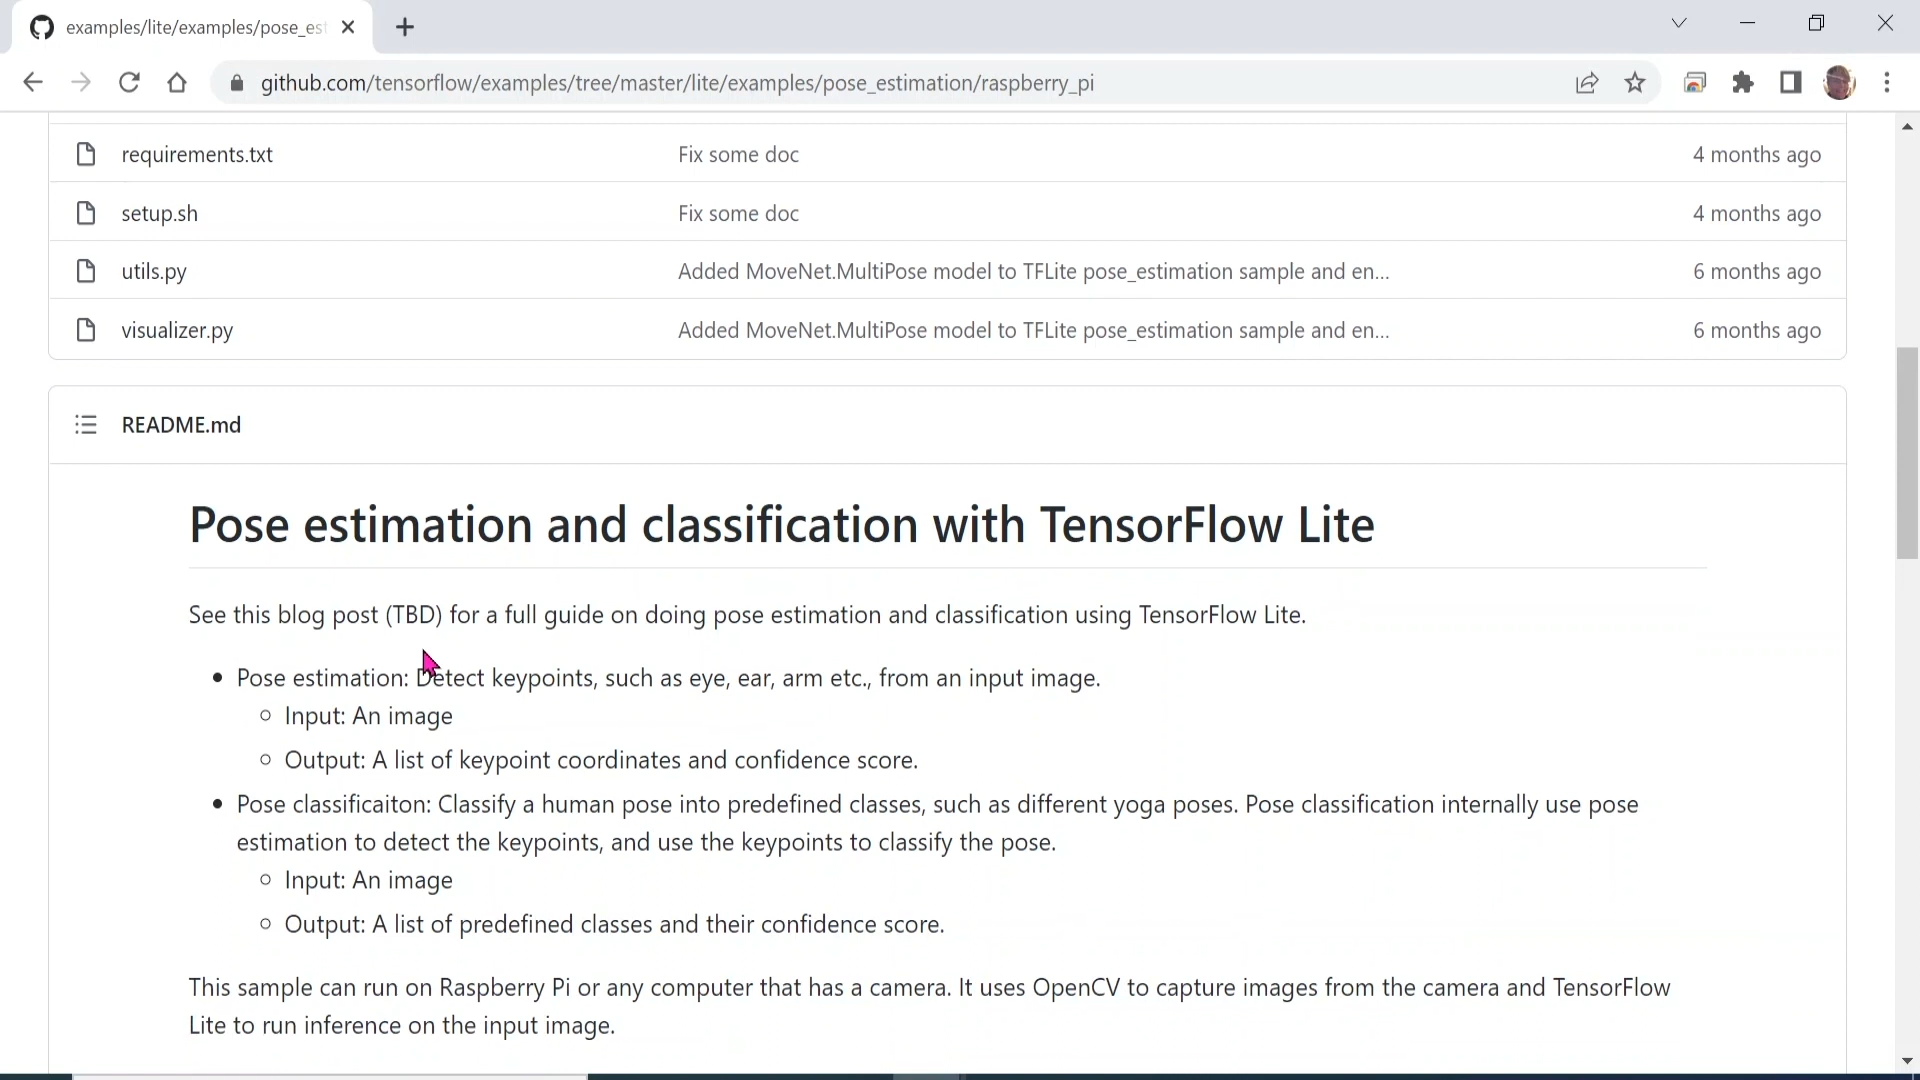 examples/lite/examples/pose_est
github.com/tensorflow/examples/tree/master/lite/examples/pose_estimation/raspberry_pi
requirements.txt Fix some doc 4 months ago
setup.sh Fix some doc 4 months ago
utils.py Added MoveNet.MultiPose model to TFLite pose_estimation sample and en... 6 months ago
visualizer.py Added MoveNet.MultiPose model to TFLite pose_estimation sample and en... 6 months ago
README.md
Pose estimation and classification with TensorFlow Lite
See this blog post (TBD) for a full guide on doing pose estimation and classification using TensorFlow Lite.
• Pose estimation: Detect keypoints, such as eye, ear, arm etc., from an input image.
○ Input: An image
○ Output: A list of keypoint coordinates and confidence score.
• Pose classificaiton: Classify a human pose into predefined classes, such as different yoga poses. Pose classification internally use pose
estimation to detect the keypoints, and use the keypoints to classify the pose.
○ Input: An image
○ Output: A list of predefined classes and their confidence score.
This sample can run on Raspberry Pi or any computer that has a camera. It uses OpenCV to capture images from the camera and TensorFlow
Lite to run inference on the input image.